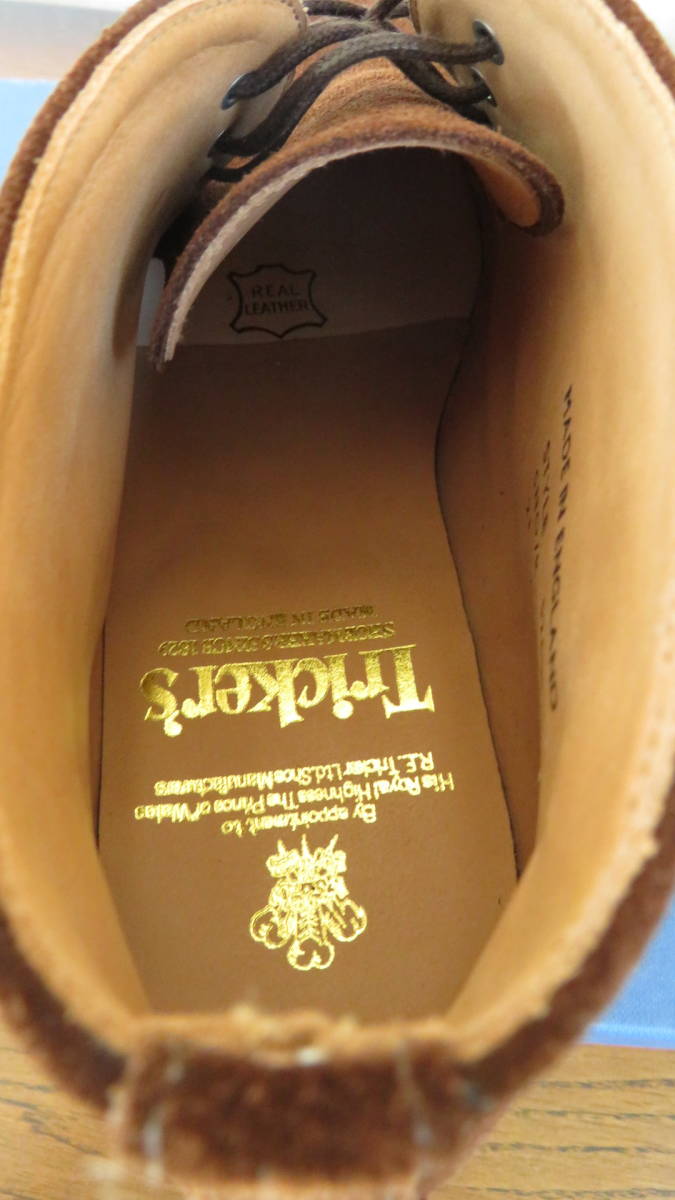 By appointment to
His Royal Highness The Prince of Wales
R.E. Tricker Ltd. Shoe Manufacturers
Tricker's
SHOEMAKERS SINCE 1829
MADE IN ENGLAND
REAL
LEATHER
MADE IN ENGLAND
STYLE